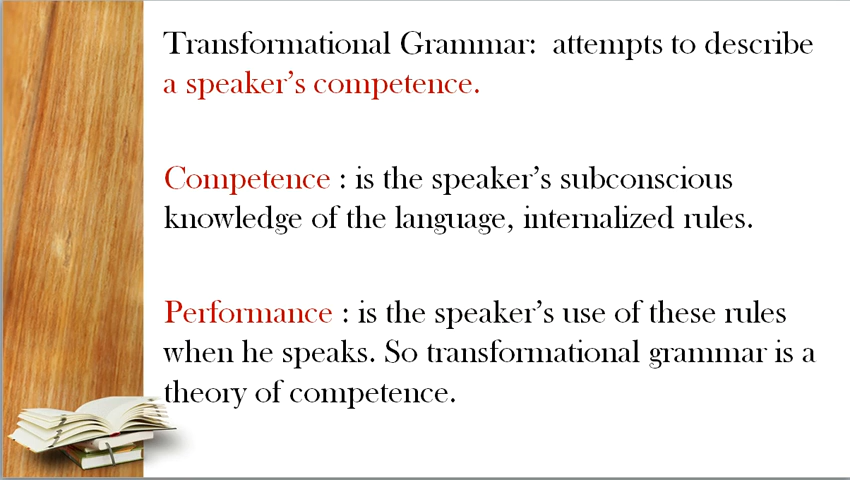 Transformational Grammar:  attempts to describe
a speaker’s competence.
Competence : is the speaker’s subconscious
knowledge of the language, internalized rules.
Performance : is the speaker’s use of these rules
when he speaks. So transformational grammar is a
theory of competence.